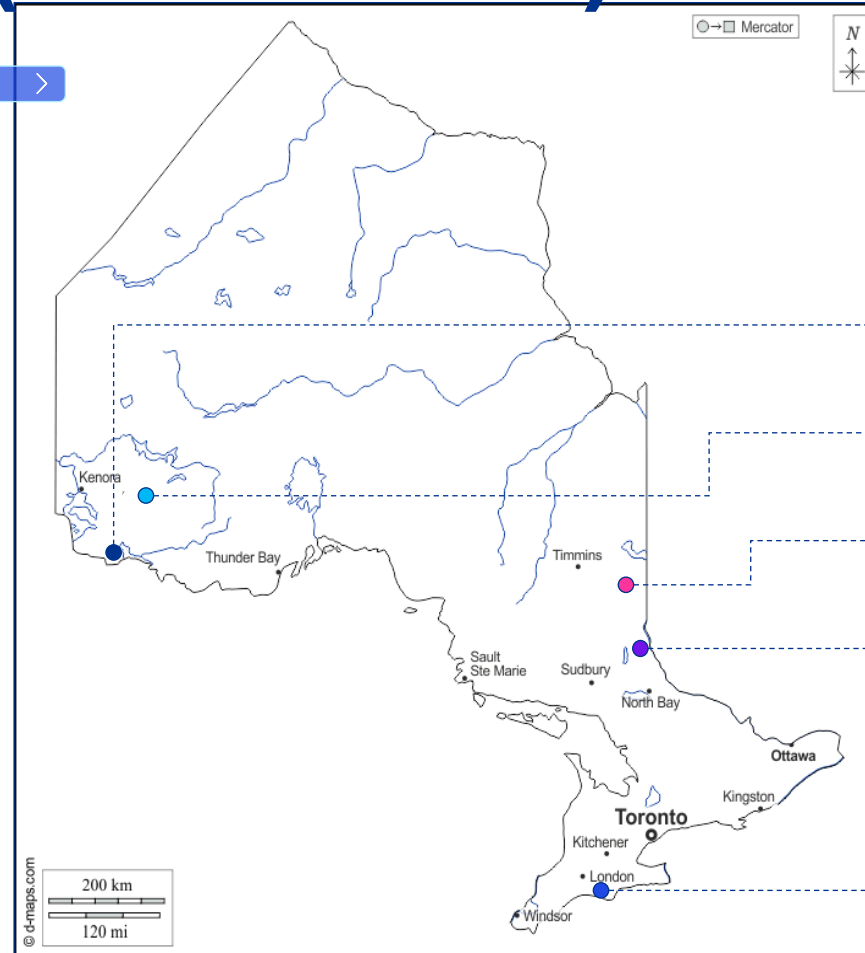 Mercator
N
Kenora
Thunder Bay
Timmins
Sault
Ste Marie
Sudbury
North Bay
Ottawa
Kingston
Toronto
Kitchener
London
Windsor
200 km
120 mi
© d-maps.com